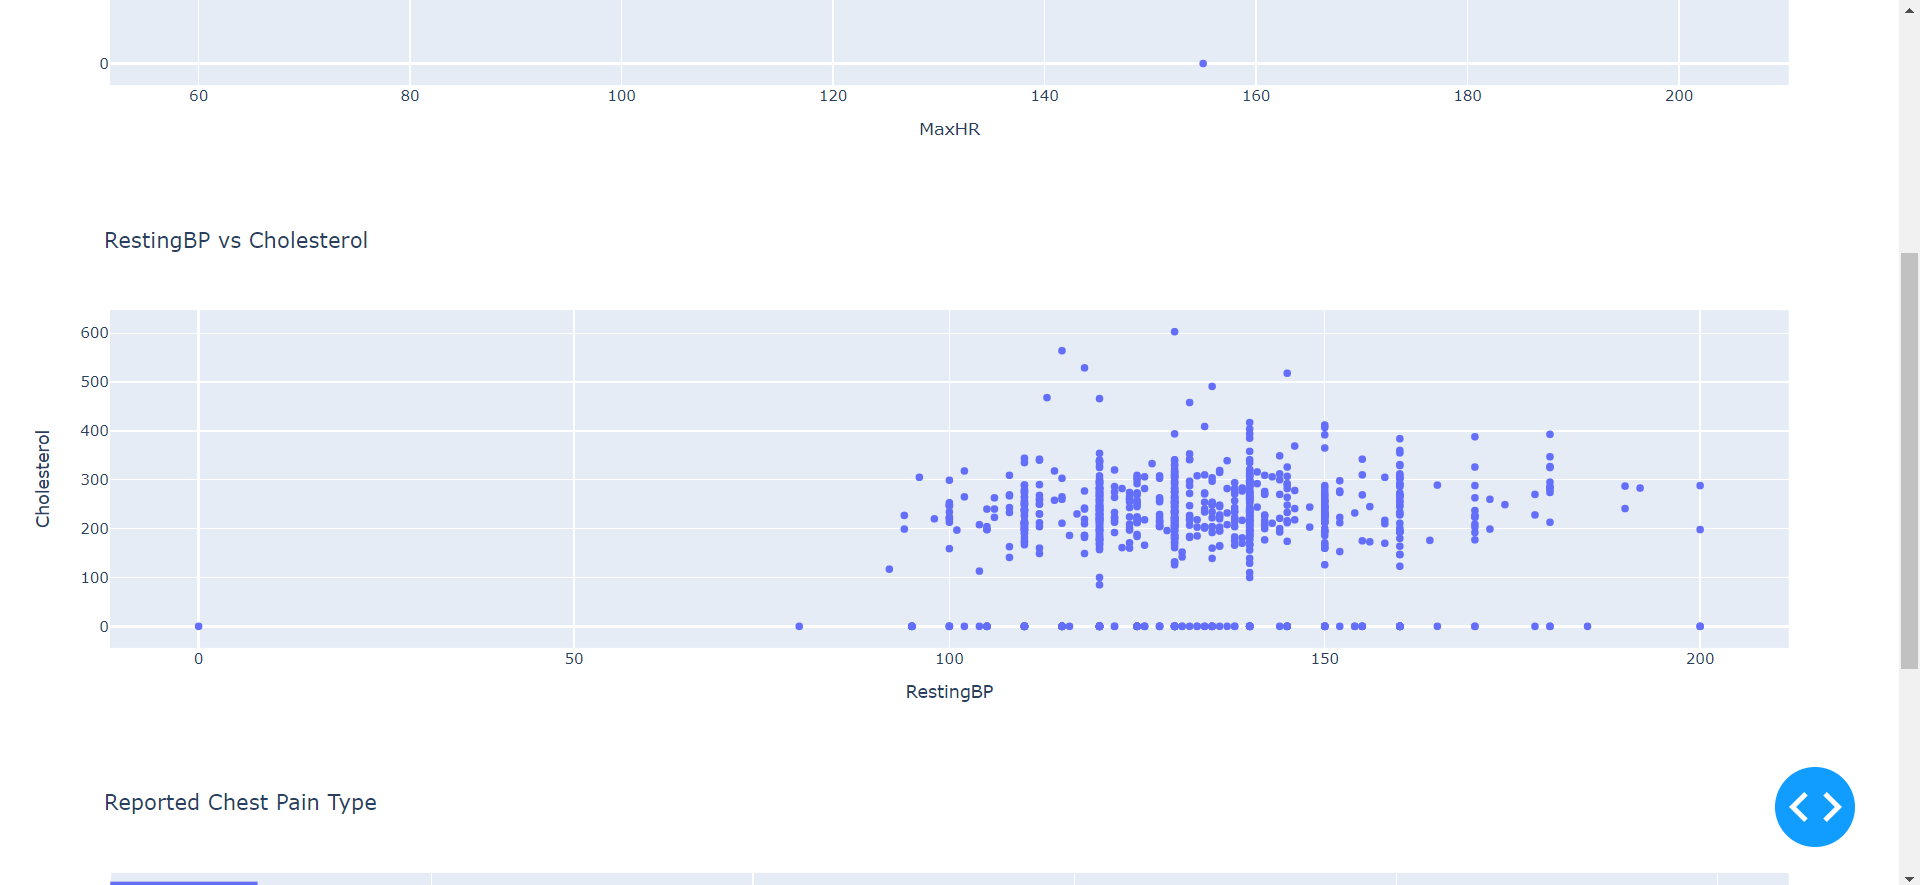 0
60 80 100 120 140 160 180 200
MaxHR
RestingBP vs Cholesterol
600
500
400
300
200
100
0
Cholesterol
0 50 100 150 200
RestingBP
Reported Chest Pain Type